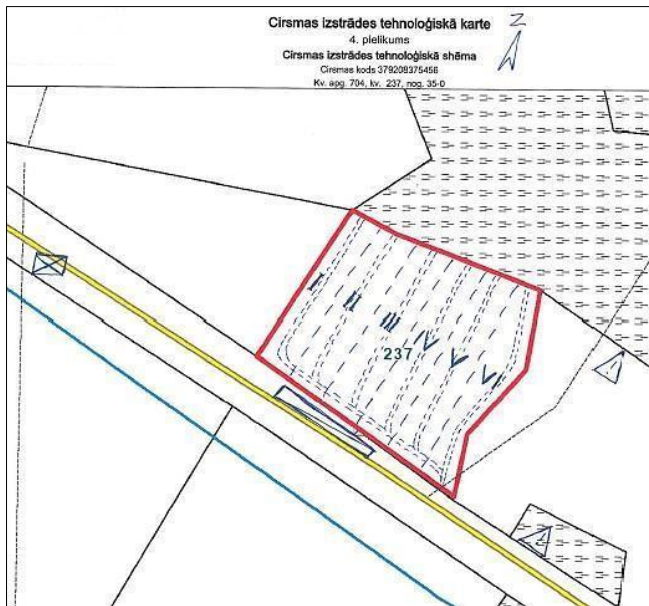 Cirsmas izstrādes tehnoloģiskā karte
Z
4. pielikums
Cirsmas izstrādes tehnoloģiskā shēma
Cirsmas kods 379208375456
Kv. apg. 704, kv. 237, nog. 35-0
I
II
III
IV
V
VI
237